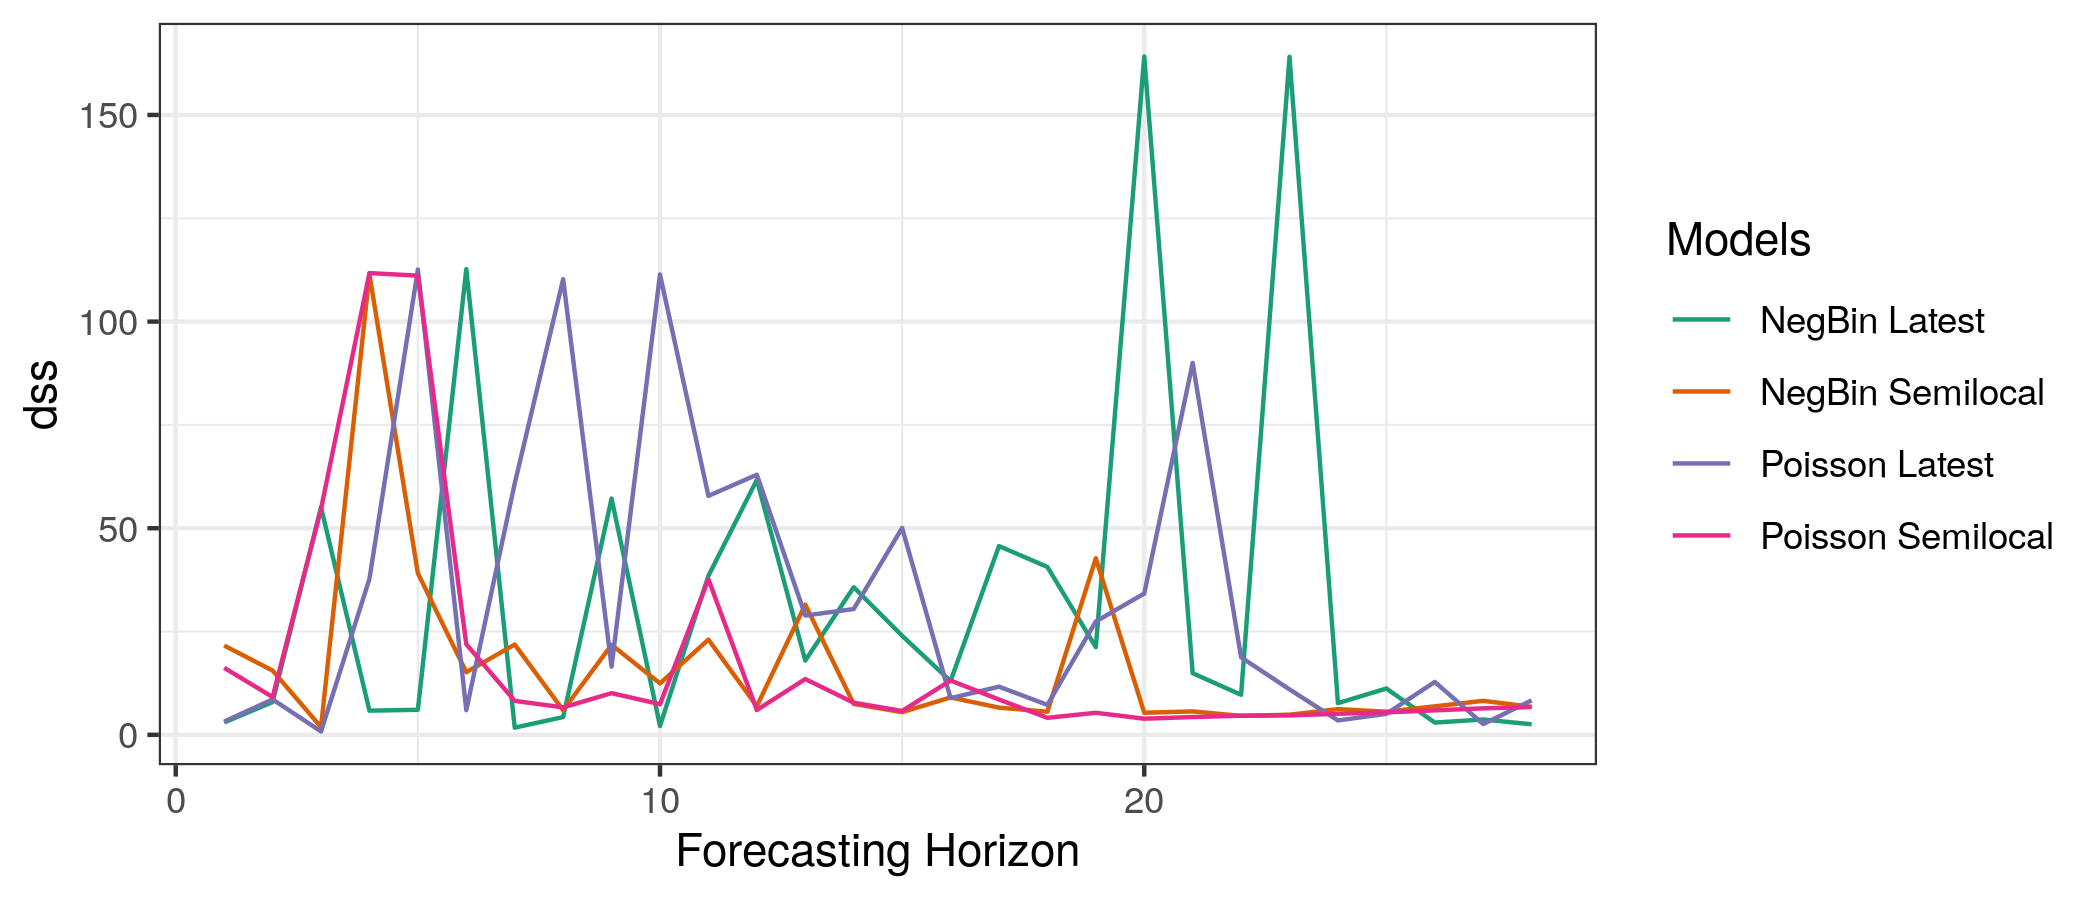 dss
150
100
50
0
0 10 20
Forecasting Horizon
Models
NegBin Latest
NegBin Semilocal
Poisson Latest
Poisson Semilocal